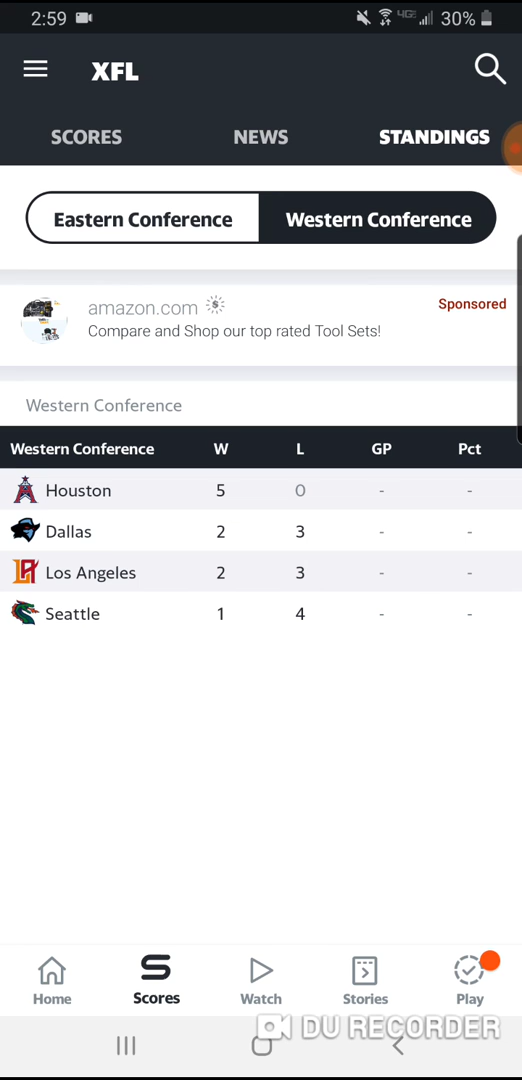 2:59 4GE 30%
XFL
SCORES NEWS STANDINGS
Eastern Conference Western Conference
amazon.com Sponsored
Compare and Shop our top rated Tool Sets!
Western Conference
Western Conference W L GP Pct
Houston 5 0 - -
Dallas 2 3 - -
Los Angeles 2 3 - -
Seattle 1 4 - -
Home Scores Watch Stories Play
DU RECORDER